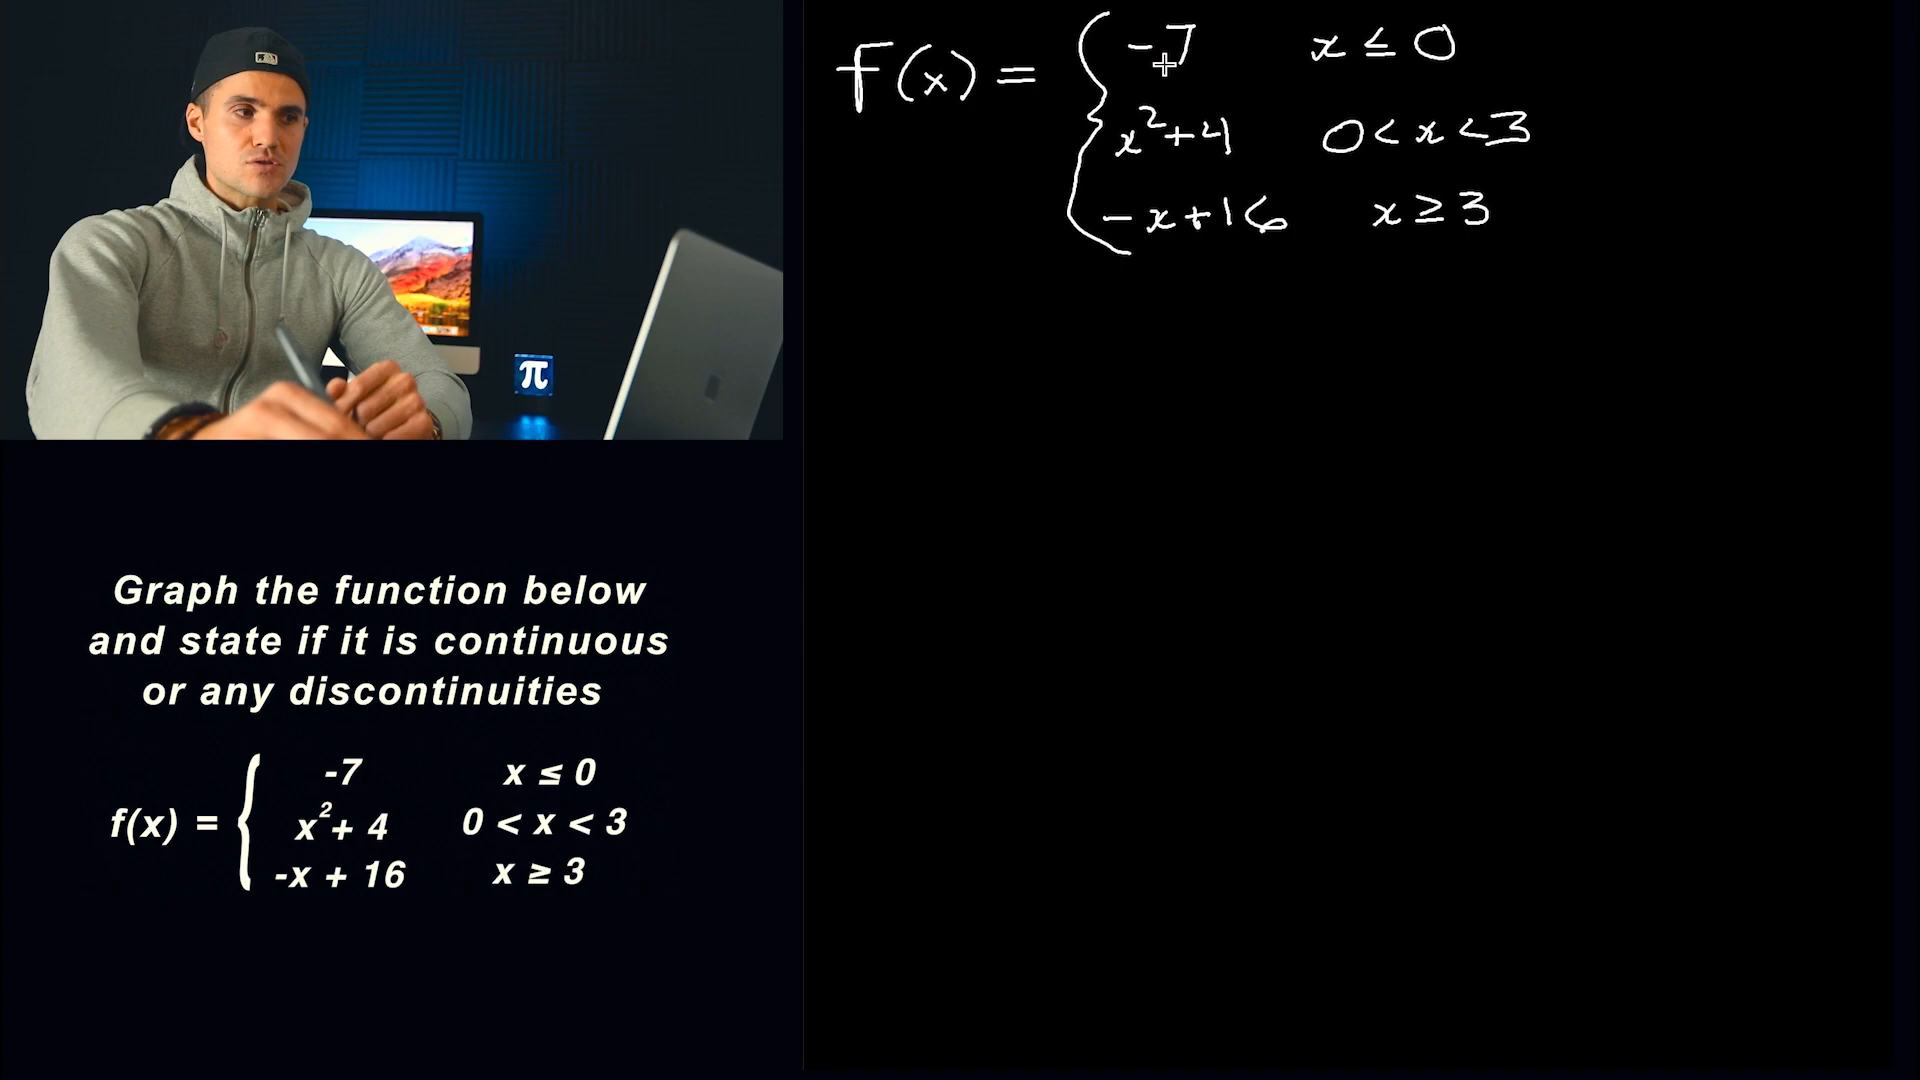 π
Graph the function below
and state if it is continuous
or any discontinuities
f(x) = { -7 x ≤ 0
x²+ 4 0 < x < 3
-x + 16 x ≥ 3
f(x) = { -7 x ≤ 0
x²+4 0<x<3
-x+16 x ≥ 3